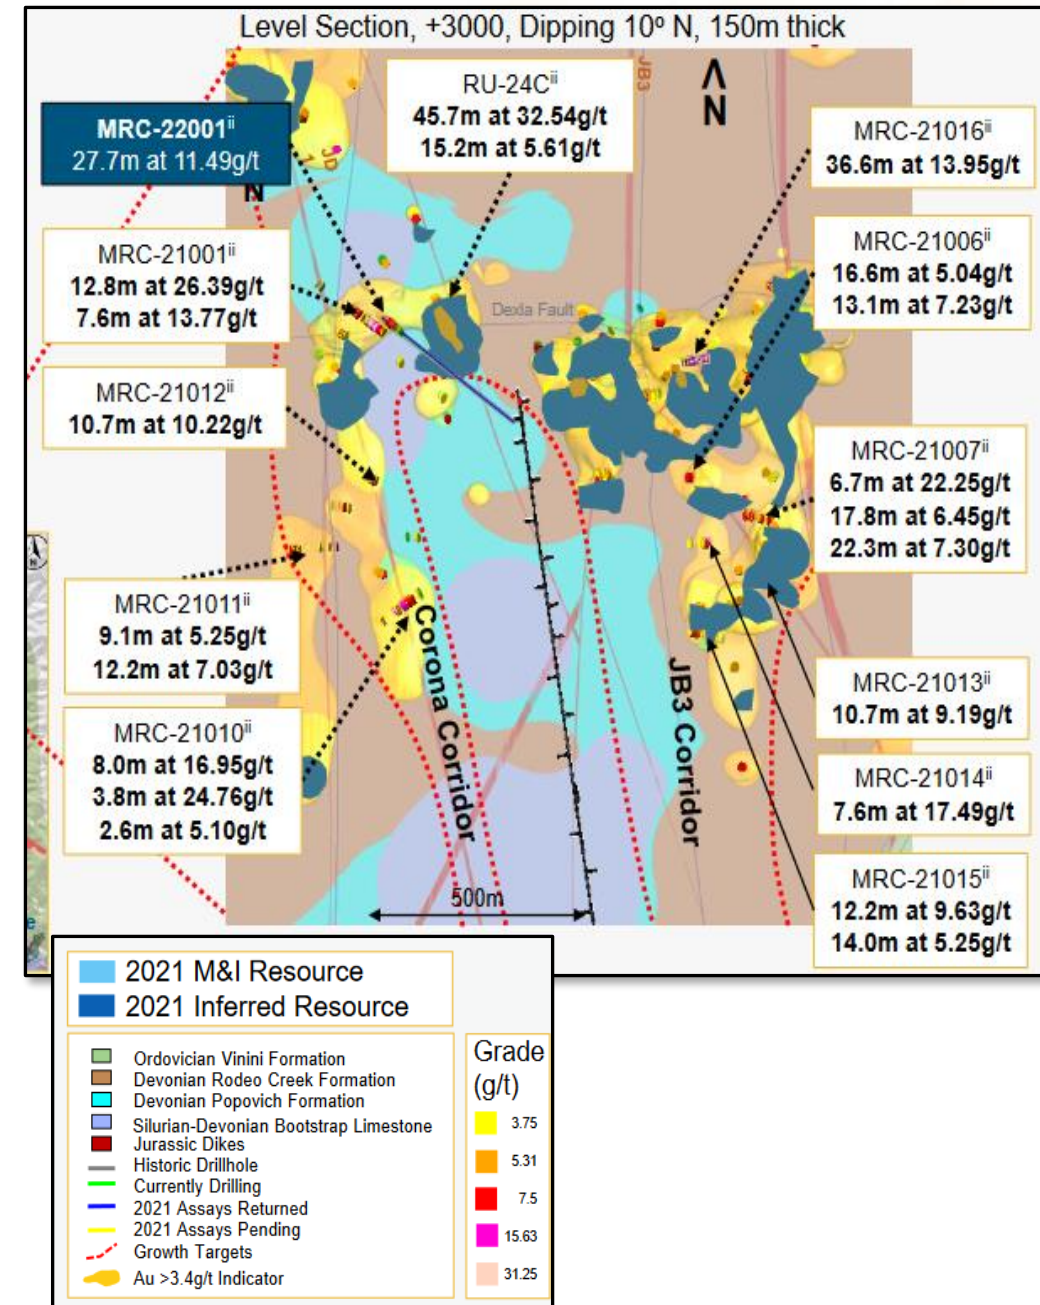 Level Section, +3000, Dipping 10º N, 150m thick
MRC-22001ii
27.7m at 11.49g/t
RU-24Cii
45.7m at 32.54g/t
15.2m at 5.61g/t
JB3
N
MRC-21016ii
36.6m at 13.95g/t
JD
N
MRC-21001ii
12.8m at 26.39g/t
7.6m at 13.77g/t
MRC-21006ii
16.6m at 5.04g/t
13.1m at 7.23g/t
Dexla Fault
MRC-21012ii
10.7m at 10.22g/t
MRC-21007ii
6.7m at 22.25g/t
17.8m at 6.45g/t
22.3m at 7.30g/t
MRC-21011ii
9.1m at 5.25g/t
12.2m at 7.03g/t
Corona Corridor
JB3 Corridor
MRC-21013ii
10.7m at 9.19g/t
MRC-21010ii
8.0m at 16.95g/t
3.8m at 24.76g/t
2.6m at 5.10g/t
MRC-21014ii
7.6m at 17.49g/t
MRC-21015ii
12.2m at 9.63g/t
14.0m at 5.25g/t
500m
e
2021 M&I Resource
2021 Inferred Resource
Ordovician Vinini Formation
Devonian Rodeo Creek Formation
Devonian Popovich Formation
Silurian-Devonian Bootstrap Limestone
Jurassic Dikes
Historic Drillhole
Currently Drilling
2021 Assays Returned
2021 Assays Pending
Growth Targets
Au >3.4g/t Indicator
Grade
(g/t)
3.75
5.31
7.5
15.63
31.25